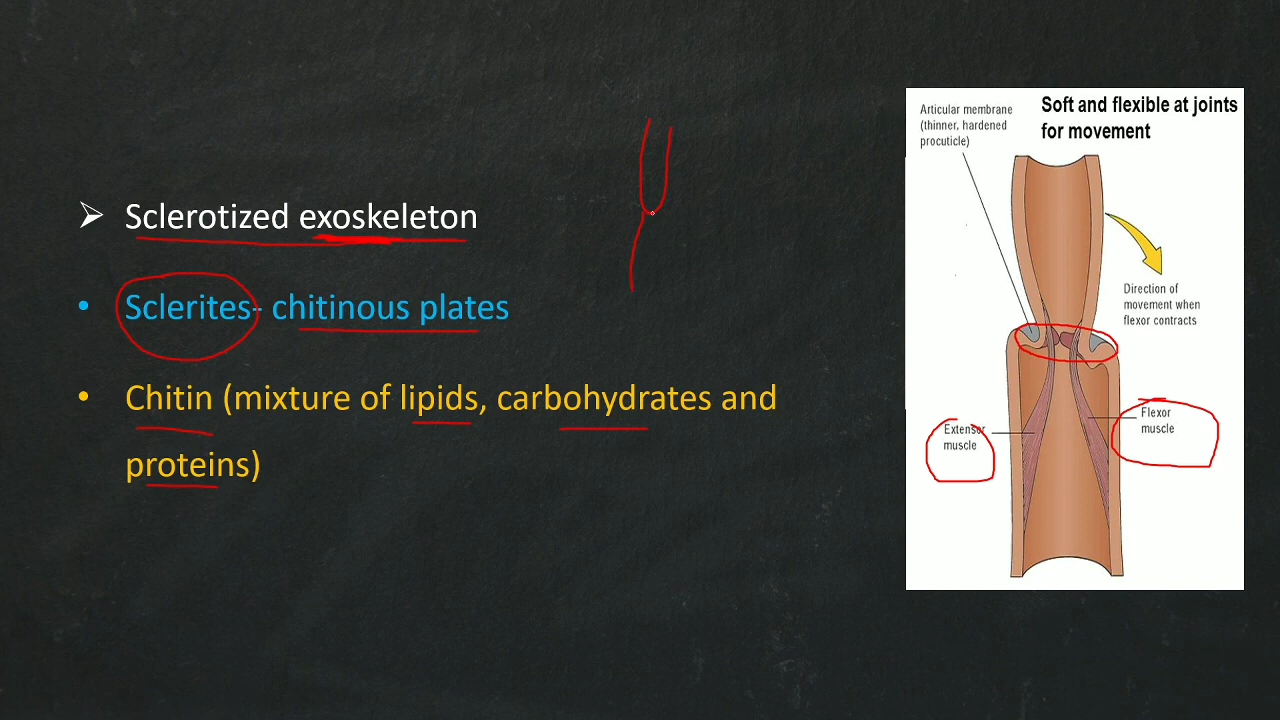 Sclerotized exoskeleton
Sclerites- chitinous plates
Chitin (mixture of lipids, carbohydrates and
proteins)
Articular membrane
(thinner, hardened
procuticle)
Soft and flexible at joints
for movement
Direction of
movement when
flexor contracts
Extensor
muscle
Flexor
muscle